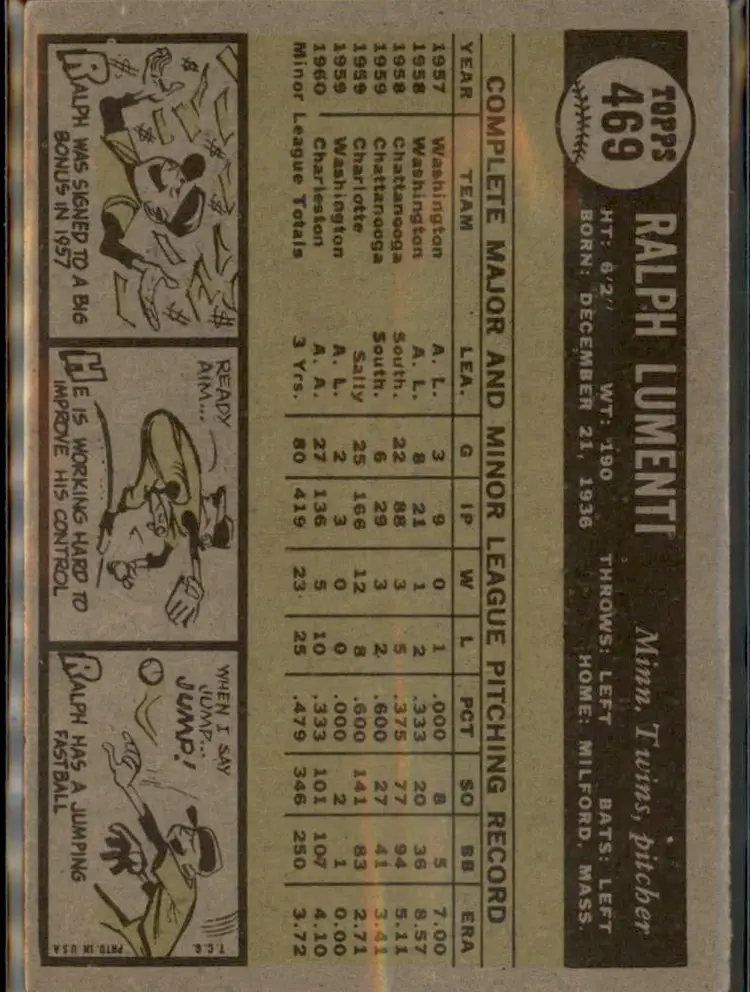 TOPPS
469
RALPH LUMENTI Minn. Twins, pitcher
HT: 6'2" WT: 190 THROWS: LEFT BATS: LEFT
BORN: DECEMBER 21, 1936 HOME: MILFORD, MASS.
COMPLETE MAJOR AND MINOR LEAGUE PITCHING RECORD
YEAR TEAM LEA. G IP W L PCT SO BB ERA
1957 Washington A. L. 3 9 0 1 .000 8 5 7.00
1958 Washington A. L. 8 21 1 2 .333 20 36 8.57
1958 Chattanooga South. 22 88 3 5 .375 77 94 5.11
1959 Chattanooga South. 6 29 3 2 .600 27 41 3.41
1959 Charlotte Sally 25 166 12 8 .600 141 83 2.71
1959 Washington A. L. 2 3 0 0 .000 2 1 0.00
1960 Charleston A. A. 27 136 5 10 .333 101 107 4.10
Minor League Totals 3 Yrs. 80 419 23 25 .479 346 250 3.72
$ $ $ $ $
RALPH WAS SIGNED TO A BIG
BONUS IN 1957
READY
AIM...
HE IS WORKING HARD TO
IMPROVE HIS CONTROL
WHEN I SAY
JUMP...
JUMP!
RALPH HAS A JUMPING
FASTBALL
T.C.G.
PRTD. IN U S A